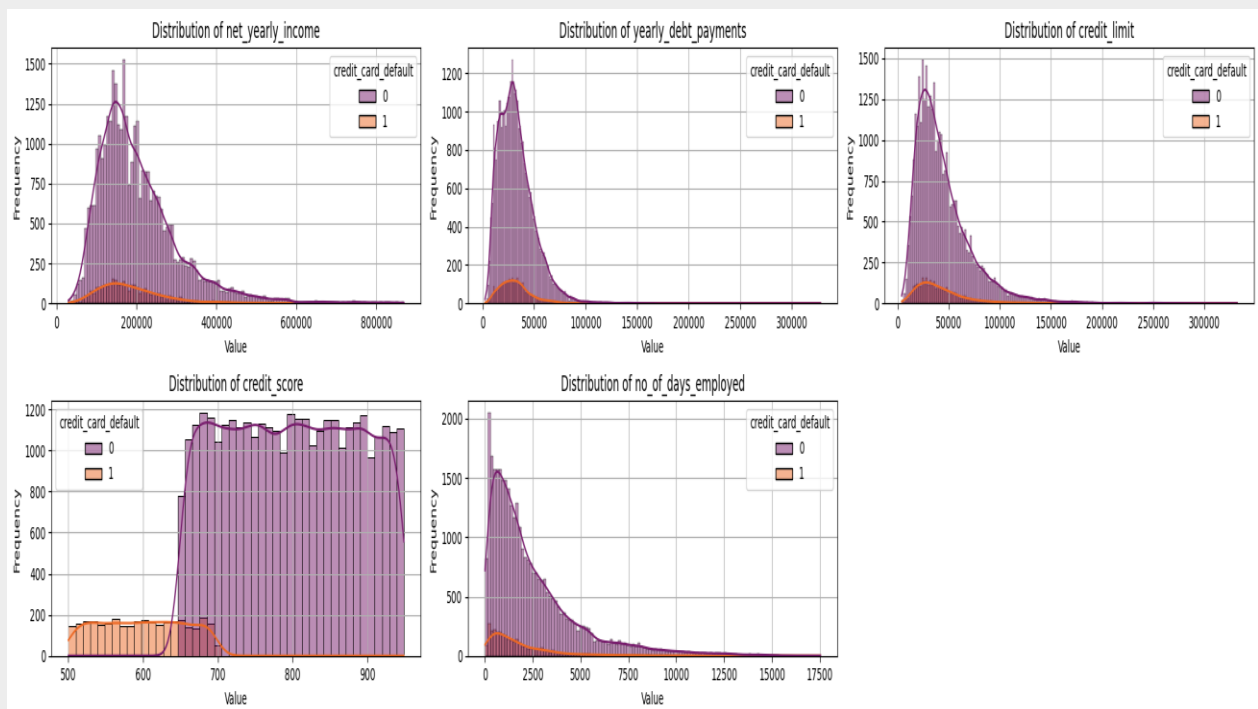 Distribution of net_yearly_income
Frequency
1500
1250
1000
750
500
250
0
credit_card_default
0
1
0 200000 400000 600000 800000
Value
Distribution of yearly_debt_payments
Frequency
1200
1000
800
600
400
200
0
credit_card_default
0
1
0 50000 100000 150000 200000 250000 300000
Value
Distribution of credit_limit
Frequency
1500
1250
1000
750
500
250
0
credit_card_default
0
1
0 50000 100000 150000 200000 250000 300000
Value
Distribution of credit_score
Frequency
1200
1000
800
600
400
200
0
credit_card_default
0
1
500 600 700 800 900
Value
Distribution of no_of_days_employed
Frequency
2000
1500
1000
500
0
credit_card_default
0
1
0 2500 5000 7500 10000 12500 15000 17500
Value